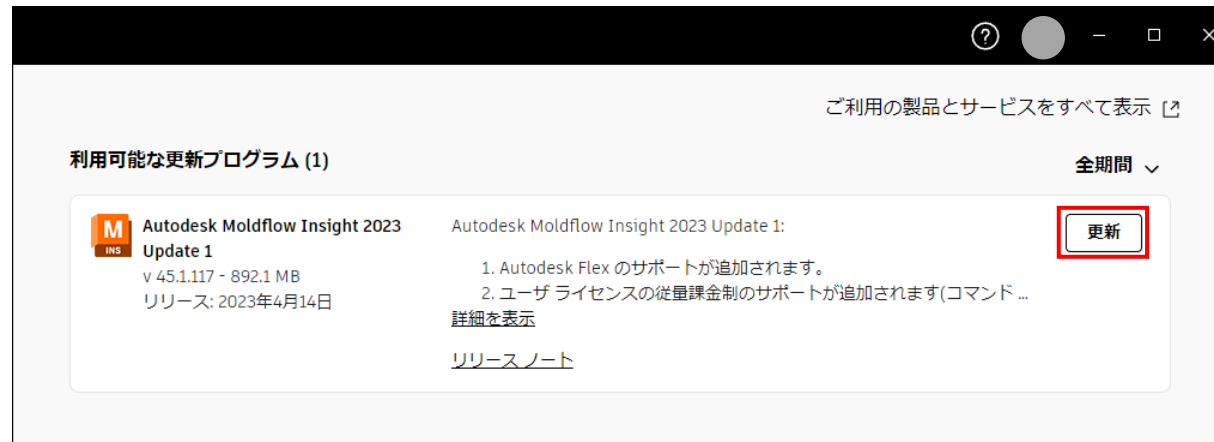 ?
ご利用の製品とサービスをすべて表示
利用可能な更新プログラム (1)
全期間
M
INS
Autodesk Moldflow Insight 2023
Update 1
v 45.1.117 - 892.1 MB
リリース: 2023年4月14日
Autodesk Moldflow Insight 2023 Update 1:
1. Autodesk Flex のサポートが追加されます。
2. ユーザ ライセンスの従量課金制のサポートが追加されます(コマンド ...
詳細を表示
リリース ノート
更新